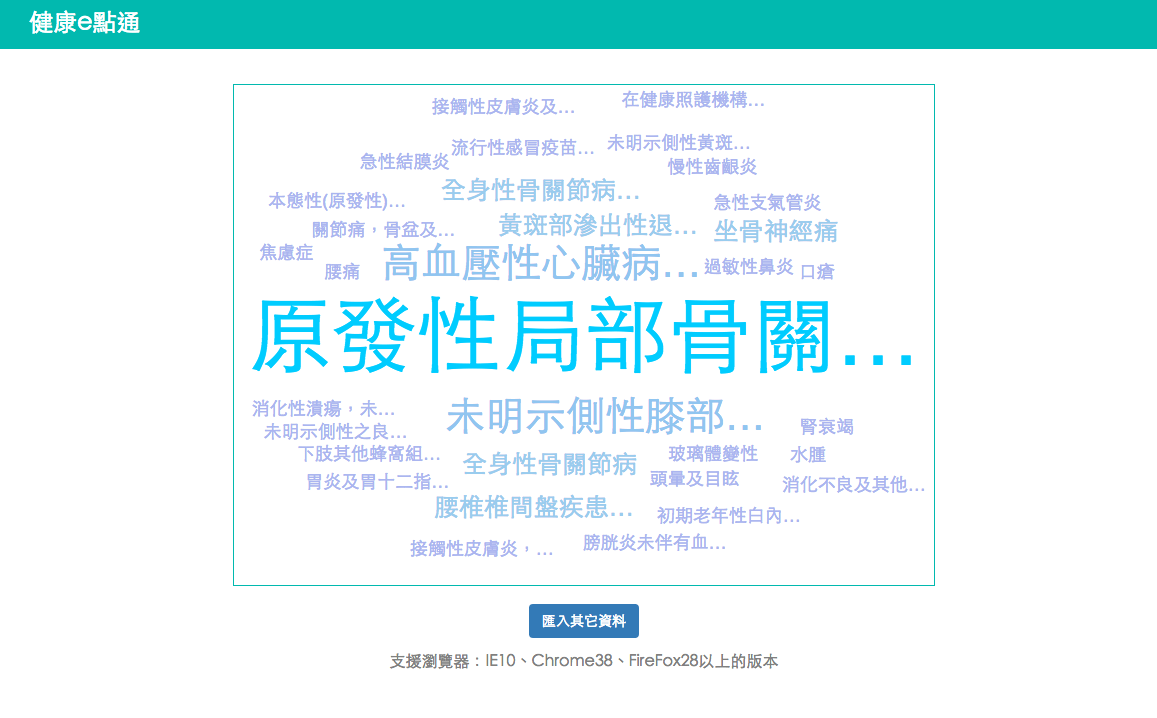 健康e點通
在健康照護機構...
接觸性皮膚炎及...
未明示側性黃斑...
流行性感冒疫苗...
急性結膜炎
慢性齒齦炎
全身性骨關節病...
本態性(原發性)...
急性支氣管炎
關節痛，骨盆及...
黃斑部滲出性退...
坐骨神經痛
焦慮症
腰痛
高血壓性心臟病...
過敏性鼻炎
口瘡
原發性局部骨關...
消化性潰瘍，未...
未明示側性膝部...
腎衰竭
未明示側性之良...
下肢其他蜂窩組...
全身性骨關節病
玻璃體變性
水腫
胃炎及胃十二指...
頭暈及目眩
消化不良及其他...
腰椎椎間盤疾患...
初期老年性白內...
接觸性皮膚炎，...
膀胱炎未伴有血...
匯入其它資料
支援瀏覽器：IE10、Chrome38、FireFox28以上的版本